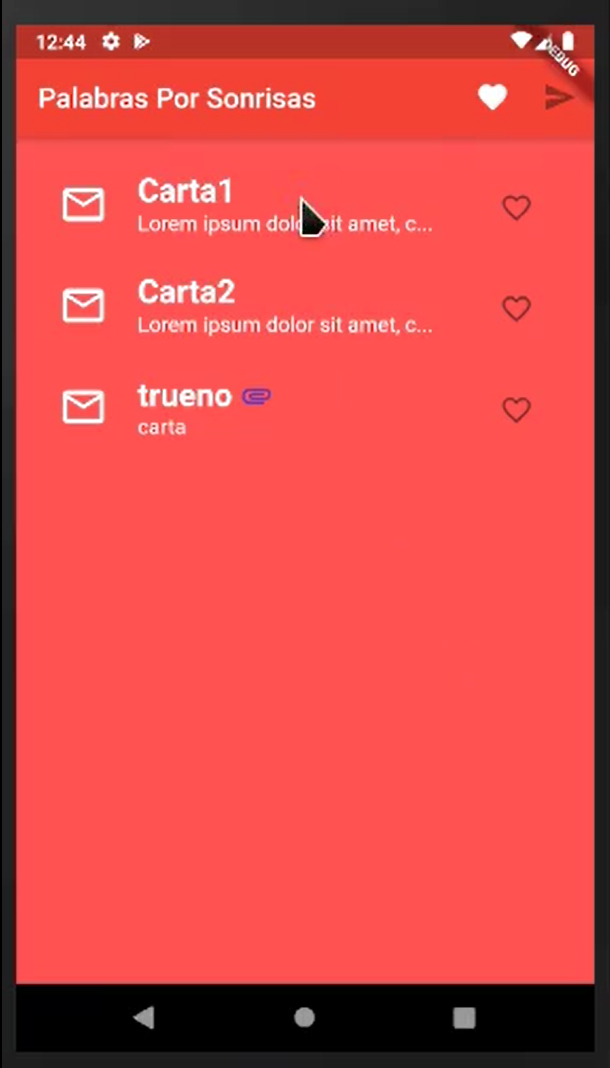 12:44
DEBUG
Palabras Por Sonrisas
Carta1
Lorem ipsum dolor sit amet, c...
Carta2
Lorem ipsum dolor sit amet, c...
trueno
carta